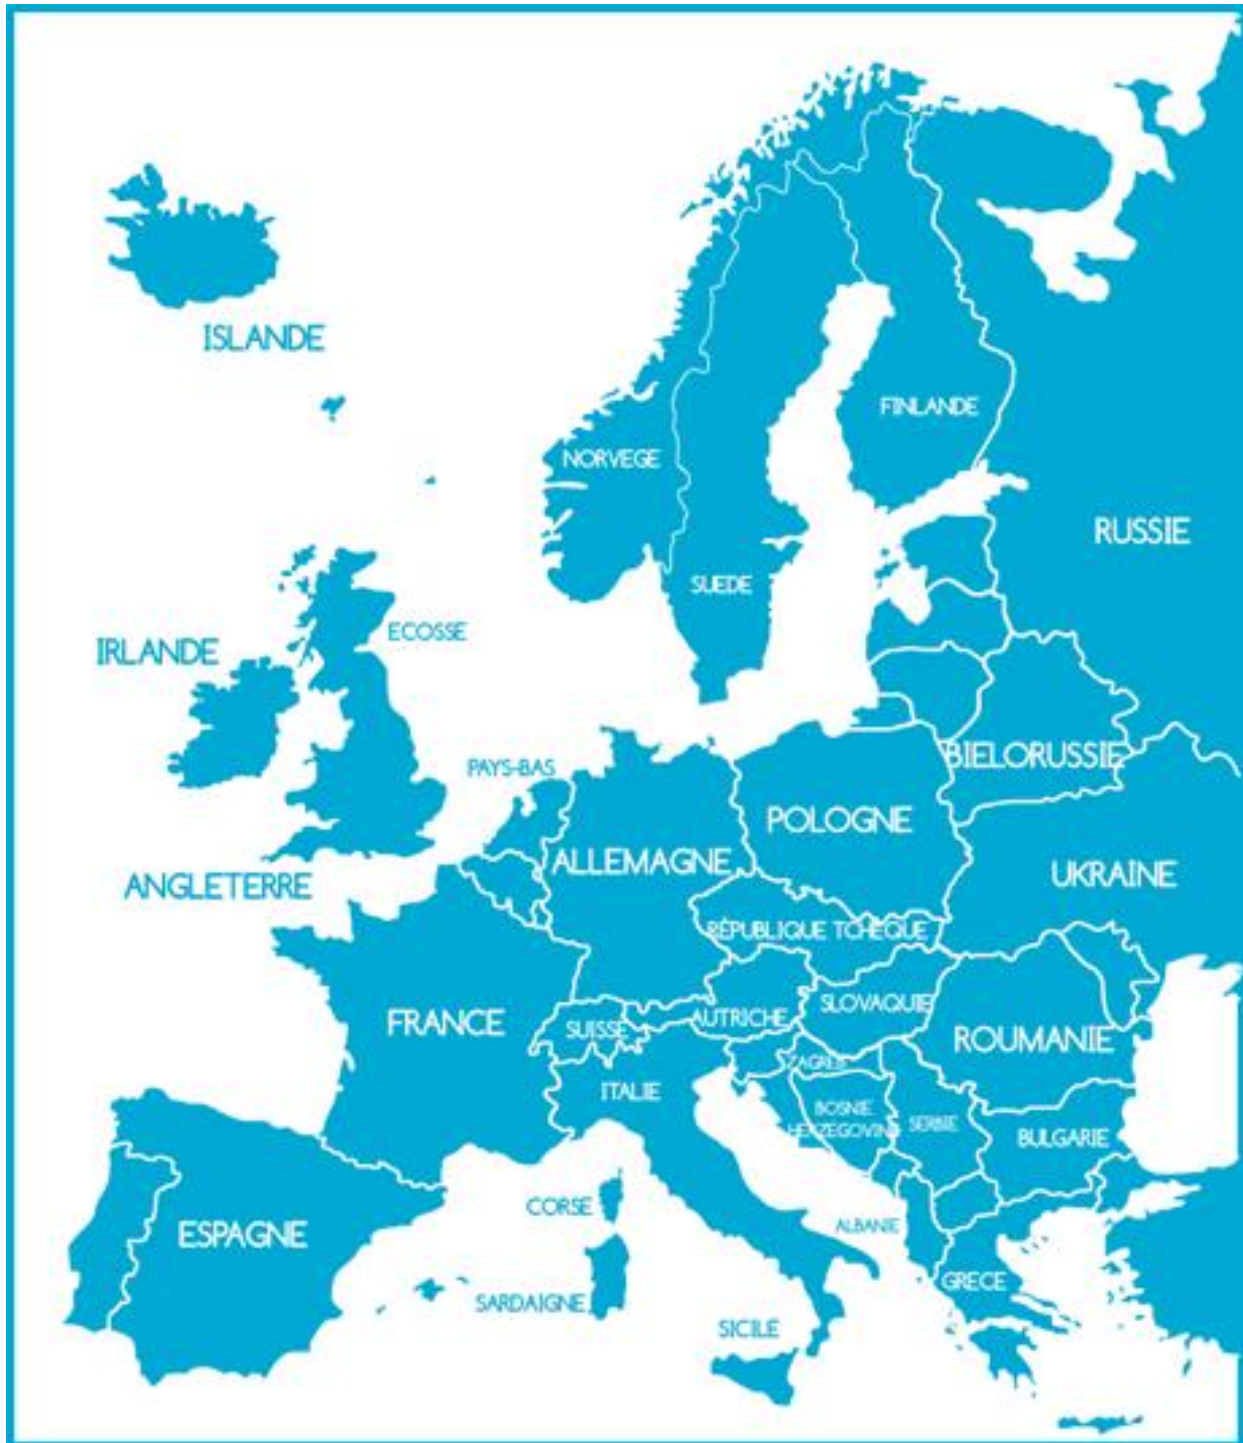 ISLANDE
FINLANDE
NORVEGE
RUSSIE
SUEDE
ECOSSE
IRLANDE
BIELORUSSIE
PAYS-BAS
POLOGNE
ALLEMAGNE
UKRAINE
ANGLETERRE
RÉPUBLIQUE TCHEQUE
SLOVAQUIE
AUTRICHE
FRANCE
SUISSE
ROUMANIE
ZAGREB
ITALIE
BOSNIE
HERZEGOVINE
SERBIE
BULGARIE
CORSE
ALBANIE
ESPAGNE
GRECE
SARDAIGNE
SICILE